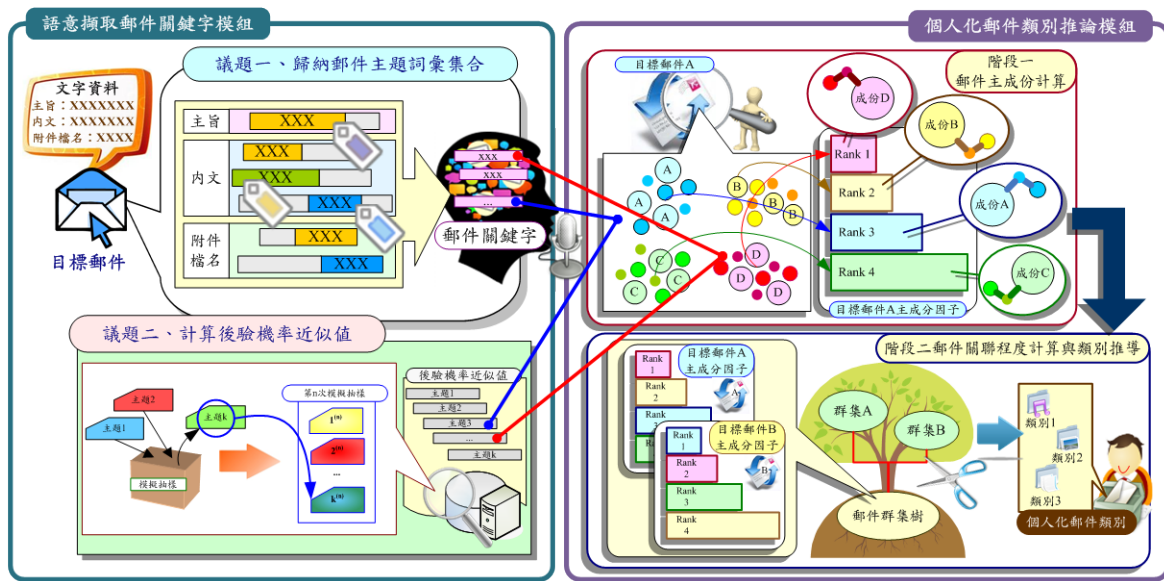 語意擷取郵件關鍵字模組
議題一、歸納郵件主題詞彙集合
文字資料
主旨：XXXXXXX
內文：XXXXXXX
附件檔名：XXXX
目標郵件
主旨
XXX
內文
XXX
XXX
XXX
附件
檔名
...
XXX
XXX
XXX
XXX
...
郵件關鍵字
議題二、計算後驗機率近似值
主題2
主題1
主題k
模擬抽樣
第n次模擬抽樣
1(n)
2(n)
...
k(n)
後驗機率近似值
主題1
主題2
主題3
...
主題k
個人化郵件類別推論模組
目標郵件A
階段一
郵件主成份計算
成份D
成份B
成份A
成份C
A
A
A
B
B
B
C
C
C
D
D
D
Rank 1
Rank 2
Rank 3
Rank 4
目標郵件A主成分因子
階段二郵件關聯程度計算與類別推導
Rank
1
Rank
2
Rank
3
目標郵件A
主成分因子
A
Rank
1
Rank
2
Rank
3
Rank
4
目標郵件B
主成分因子
B
群集A
群集B
郵件群集樹
類別1
類別2
類別3
個人化郵件類別